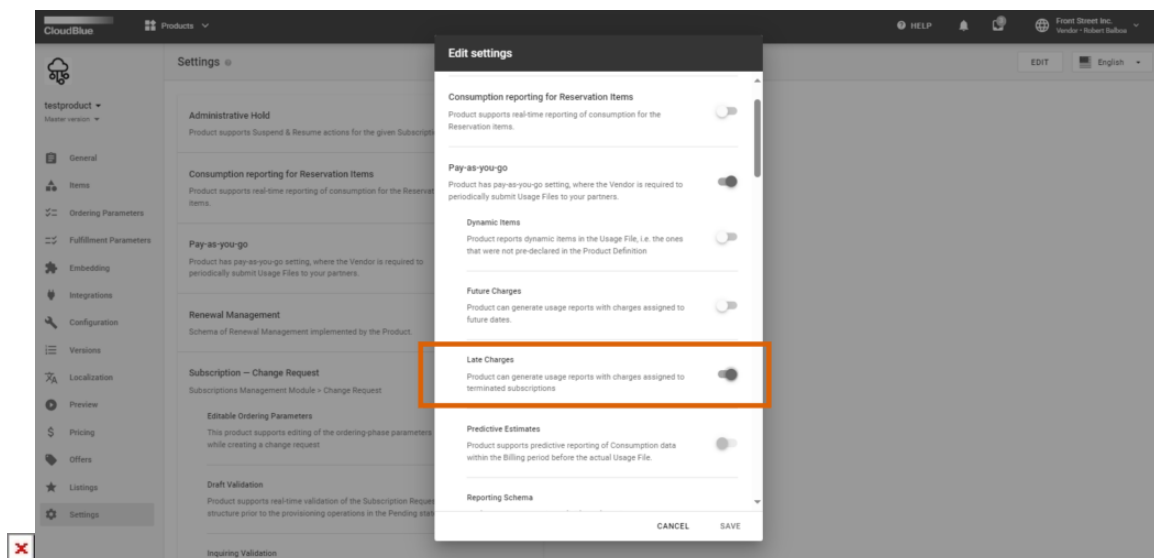 CloudBlue
Products
HELP
Front Street Inc.
Vendor • Robert Balboa
Settings
EDIT
English
testproduct
Master version
General
Items
Ordering Parameters
Fulfillment Parameters
Embedding
Integrations
Configuration
Versions
Localization
Preview
Pricing
Offers
Listings
Settings
Administrative Hold
Product supports Suspend & Resume actions for the given Subscripti
Consumption reporting for Reservation Items
Product supports real-time reporting of consumption for the Reservat
items.
Pay-as-you-go
Product has pay-as-you-go setting, where the Vendor is required to
periodically submit Usage Files to your partners.
Renewal Management
Schema of Renewal Management implemented by the Product.
Subscription — Change Request
Subscriptions Management Module > Change Request
Editable Ordering Parameters
This product supports editing of the ordering-phase parameters
while creating a change request
Draft Validation
Product supports real-time validation of the Subscription Reques
structure prior to the provisioning operations in the Pending stat
Inquiring Validation
Edit settings
Consumption reporting for Reservation Items
Product supports real-time reporting of consumption for the
Reservation items.
Pay-as-you-go
Product has pay-as-you-go setting, where the Vendor is required to
periodically submit Usage Files to your partners.
Dynamic Items
Product reports dynamic items in the Usage File, i.e. the ones
that were not pre-declared in the Product Definition
Future Charges
Product can generate usage reports with charges assigned to
future dates.
Late Charges
Product can generate usage reports with charges assigned to
terminated subscriptions
Predictive Estimates
Product supports predictive reporting of Consumption data
within the Billing period before the actual Usage File.
Reporting Schema
CANCEL
SAVE